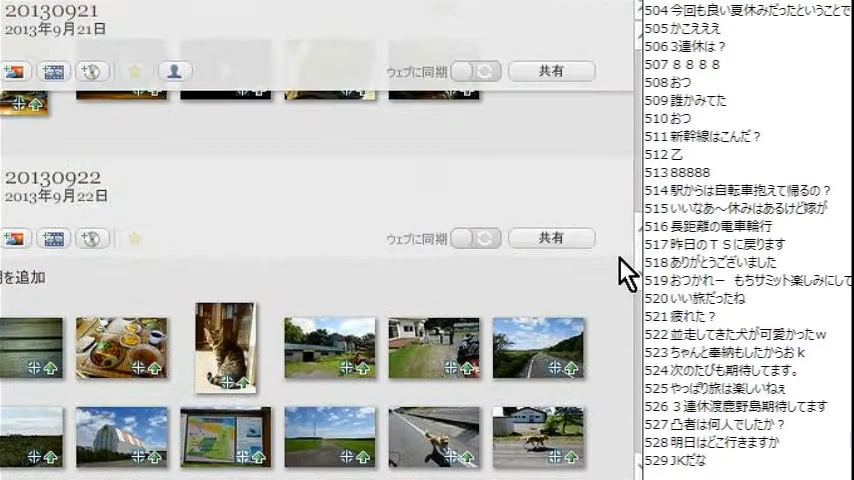 20130921
2013年9月21日
ウェブに同期
共有
20130922
2013年9月22日
ウェブに同期
共有
明を追加
504 今回も良い夏休みだったということで
505 かこえええ
506 3連休は？
507 8 8 8 8
508 おつ
509 誰かみてた
510 おつ
511 新幹線はこんだ？
512 乙
513 88888
514 駅からは自転車抱えて帰るの？
515 いいなあ～休みはあるけど嫁が
516 長距離の電車輪行
517 昨日のＴＳに戻ります
518 ありがとうございました
519 おつかれー　もちサミット楽しみにして
520 いい旅だったね
521 疲れた？
522 並走してきた犬が可愛かったｗ
523 ちゃんと奉納もしたからおｋ
524 次のたびも期待してます。
525 やっぱり旅は楽しいねぇ
526 ３連休渡鹿野島期待してます
527 凸者は何人でしたか？
528 明日はどこ行きますか
529 JKだな